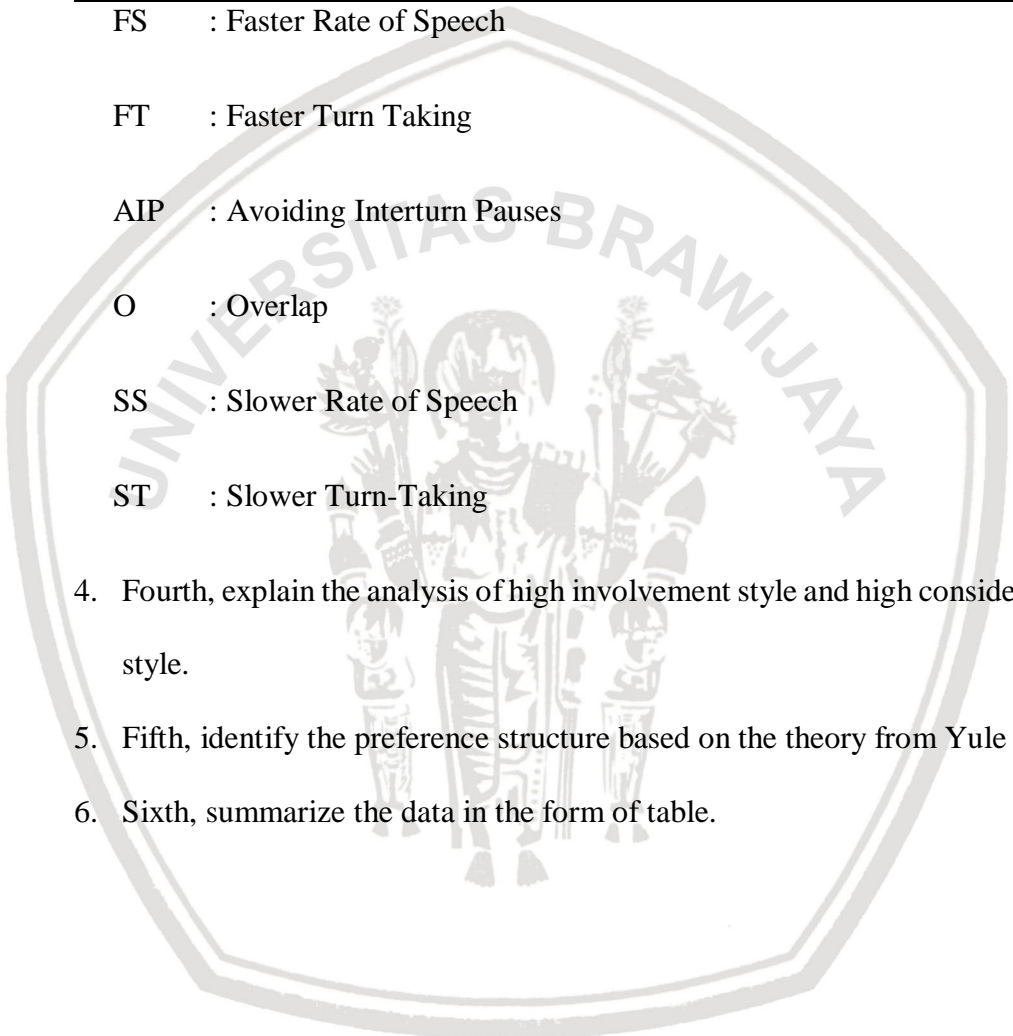 FS : Faster Rate of Speech
FT : Faster Turn Taking
AIP : Avoiding Interturn Pauses
UNIVERSITAS BRAWIJAYA
O : Overlap
SS : Slower Rate of Speech
ST : Slower Turn-Taking
4. Fourth, explain the analysis of high involvement style and high conside
style.
5. Fifth, identify the preference structure based on the theory from Yule
6. Sixth, summarize the data in the form of table.